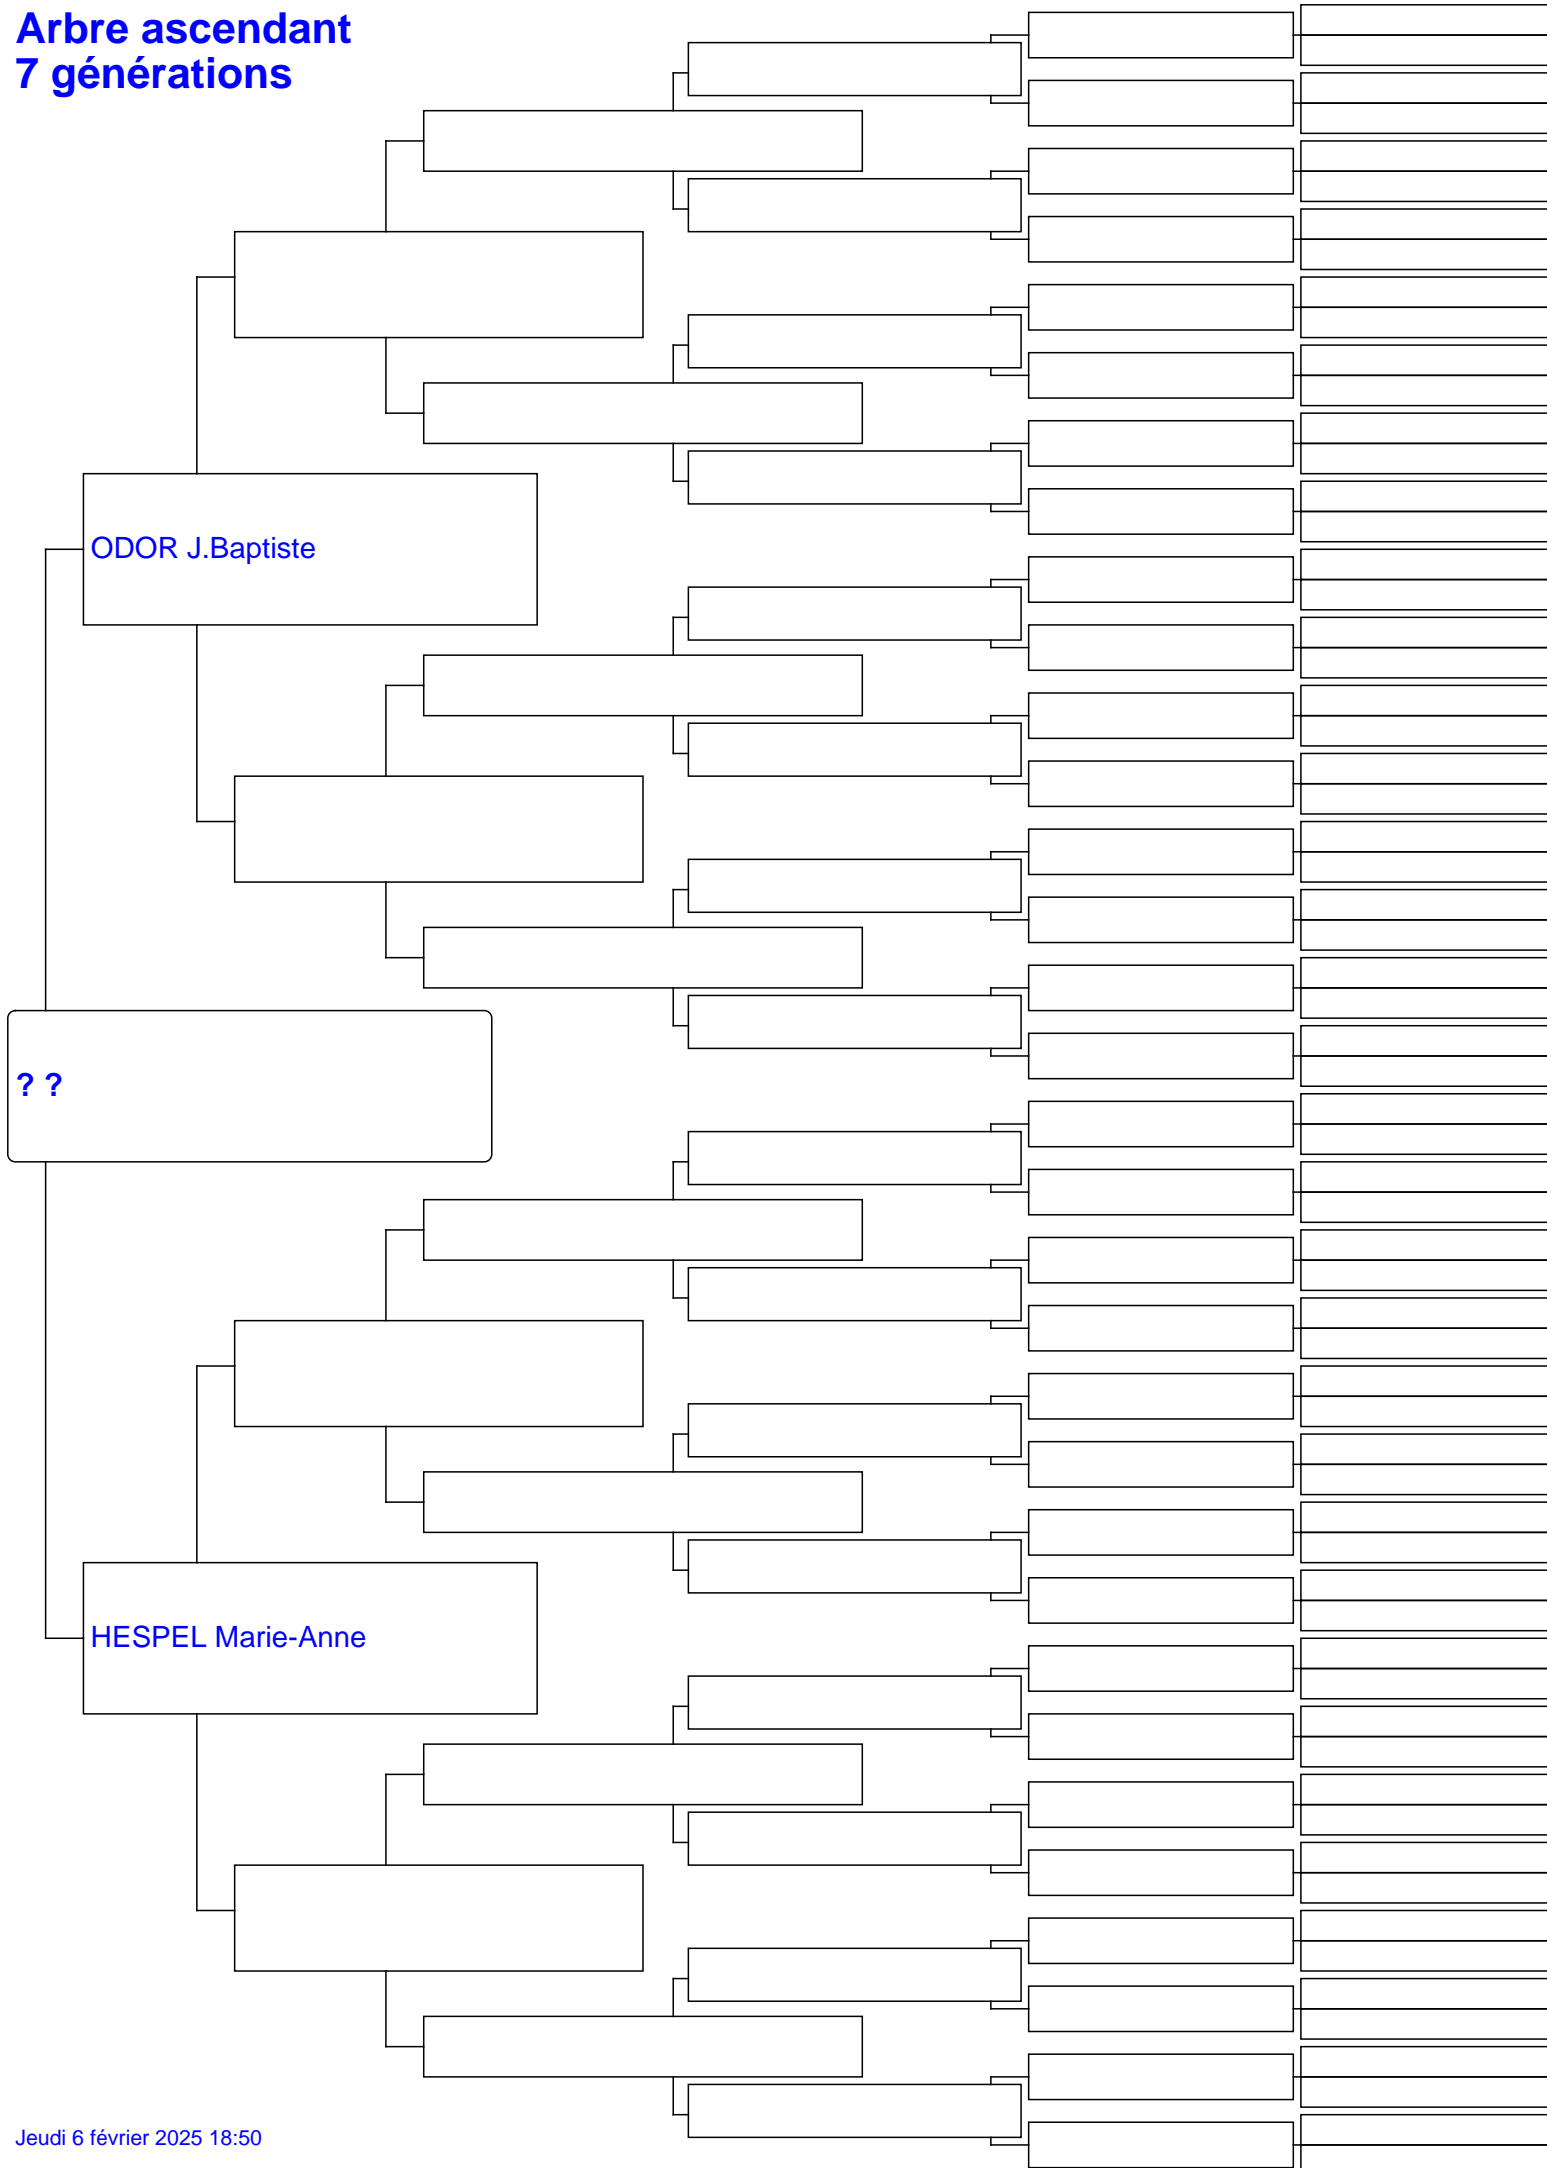 Arbre ascendant
7 générations
ODOR J.Baptiste
? ?
HESPEL Marie-Anne
Jeudi 6 février 2025 18:50